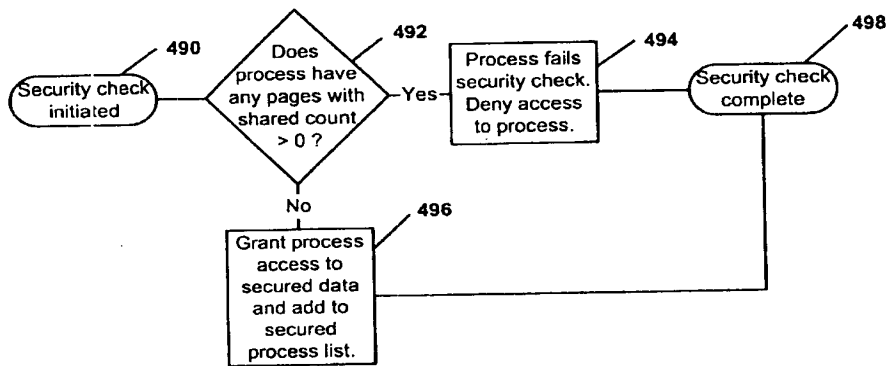 490
Security check
initiated
492
Does
process have
any pages with
shared count
> 0 ?
Yes
494
Process fails
security check.
Deny access
to process.
498
Security check
complete
No
496
Grant process
access to
secured data
and add to
secured
process list.